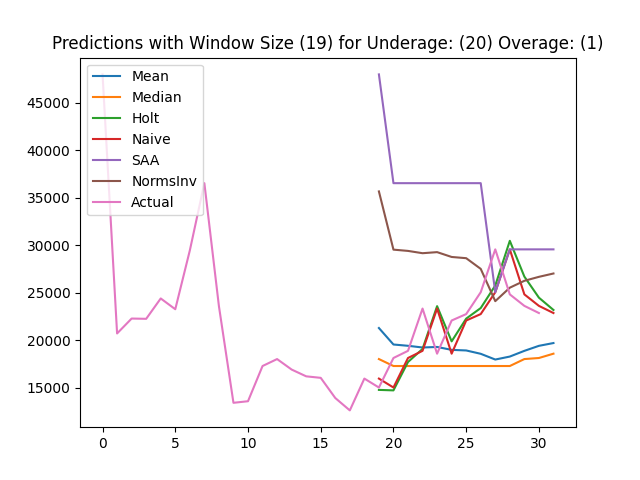 Predictions with Window Size (19) for Underage: (20) Overage: (1)
Mean
Median
Holt
Naive
SAA
NormsInv
Actual
45000
40000
35000
30000
25000
20000
15000
0 5 10 15 20 25 30